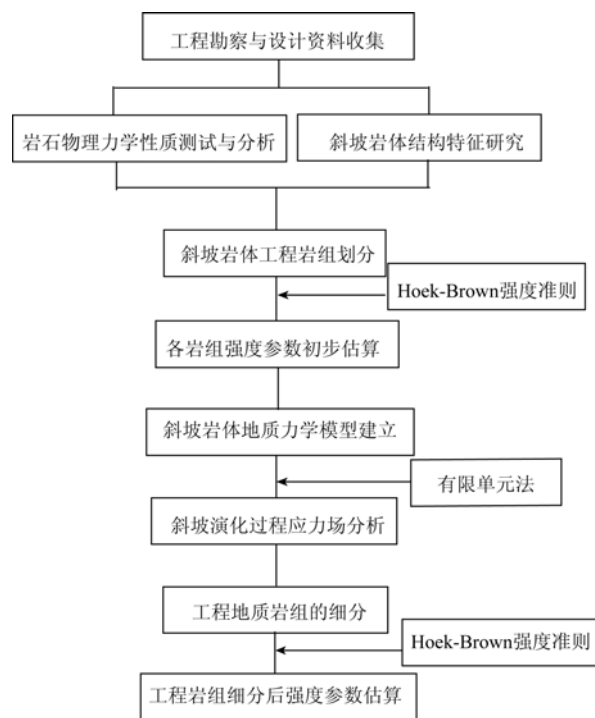 工程勘察与设计资料收集
岩石物理力学性质测试与分析
斜坡岩体结构特征研究
斜坡岩体工程岩组划分
Hoek-Brown强度准则
各岩组强度参数初步估算
斜坡岩体地质力学模型建立
有限单元法
斜坡演化过程应力场分析
工程地质岩组的细分
Hoek-Brown强度准则
工程岩组细分后强度参数估算